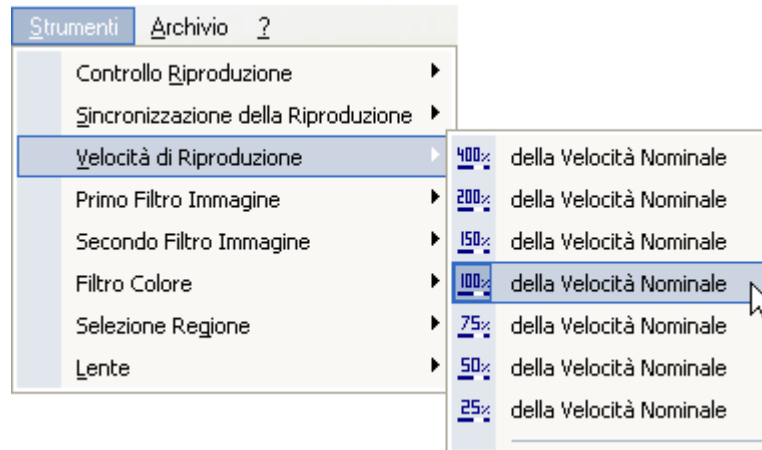 Strumenti Archivio ?
Controllo Riproduzione
Sincronizzazione della Riproduzione
Velocità di Riproduzione
Primo Filtro Immagine
Secondo Filtro Immagine
Filtro Colore
Selezione Regione
Lente
400% della Velocità Nominale
200% della Velocità Nominale
150% della Velocità Nominale
100% della Velocità Nominale
75% della Velocità Nominale
50% della Velocità Nominale
25% della Velocità Nominale